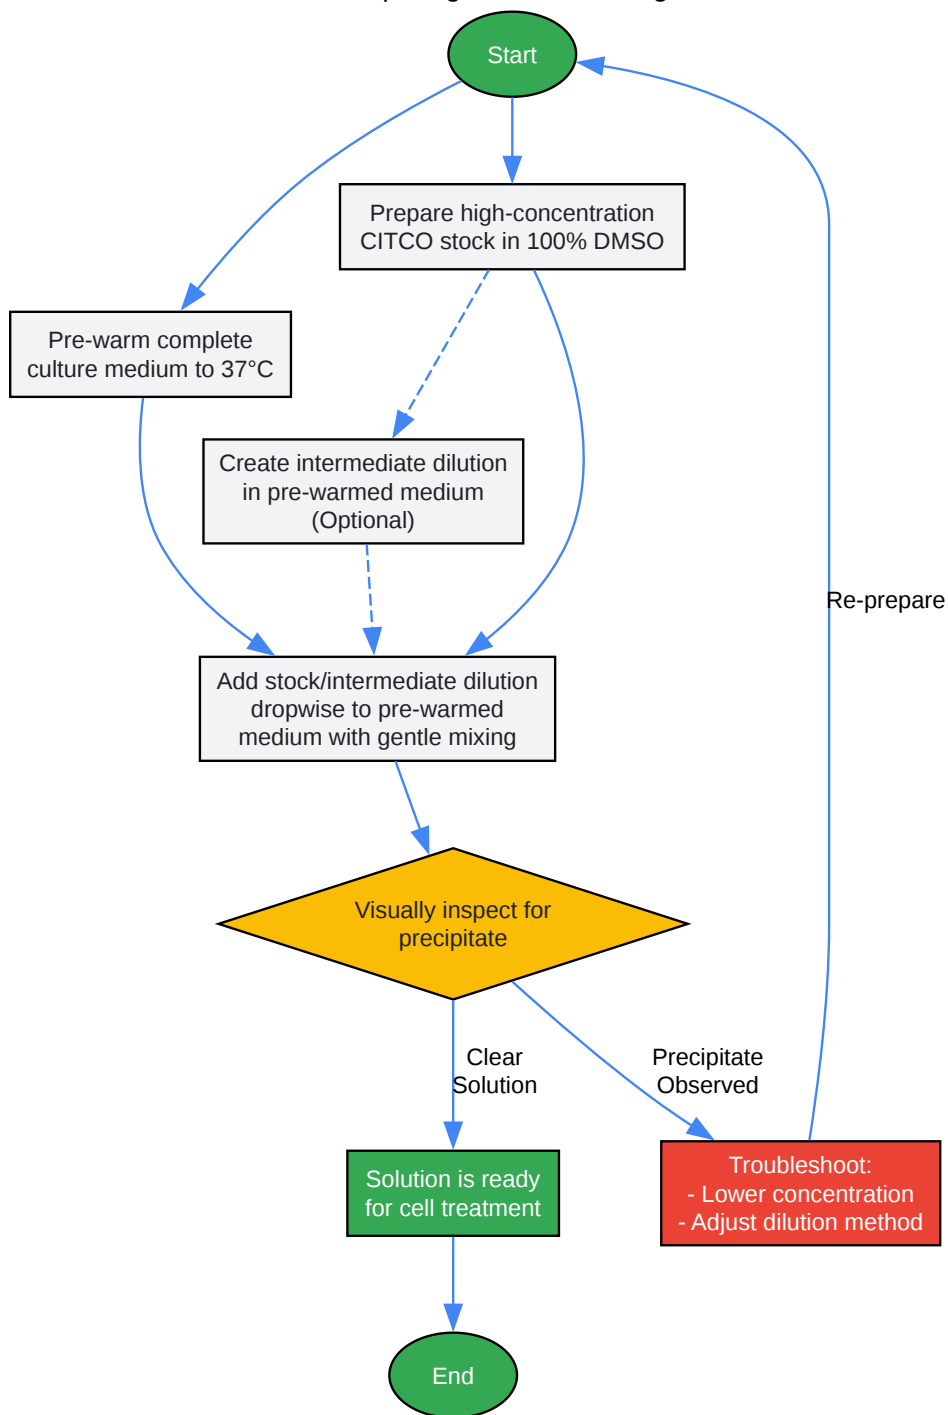 Start
Prepare high-concentration
CITCO stock in 100% DMSO
Pre-warm complete
culture medium to 37°C
Create intermediate dilution
in pre-warmed medium
(Optional)
Re-prepare
Add stock/intermediate dilution
dropwise to pre-warmed
medium with gentle mixing
Visually inspect for
precipitate
Clear
Solution
Precipitate
Observed
Solution is ready
for cell treatment
Troubleshoot:
- Lower concentration
- Adjust dilution method
End